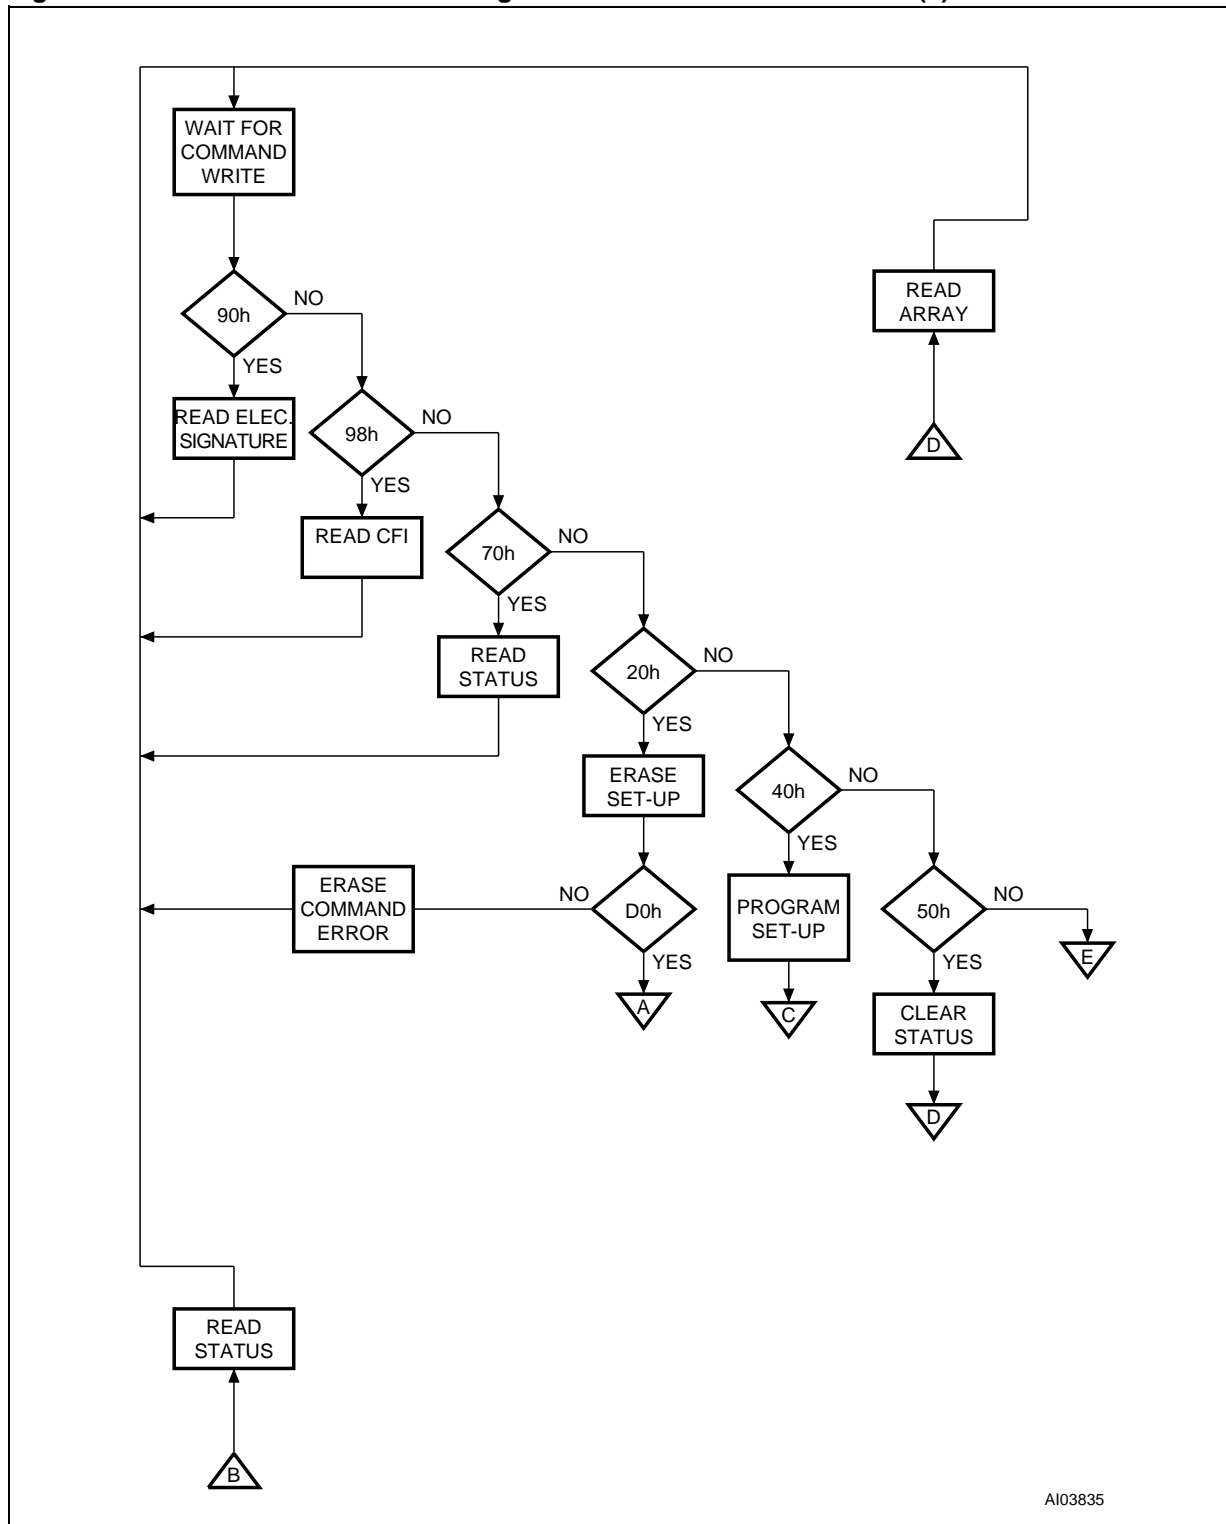 WAIT FOR
COMMAND
WRITE
90h
NO
YES
READ ELEC.
SIGNATURE
READ
ARRAY
D
98h
NO
YES
READ CFI
70h
NO
YES
READ
STATUS
20h
NO
YES
ERASE
SET-UP
40h
NO
YES
PROGRAM
SET-UP
C
D0h
NO
YES
ERASE
COMMAND
ERROR
A
50h
NO
YES
E
CLEAR
STATUS
D
READ
STATUS
B
AI03835